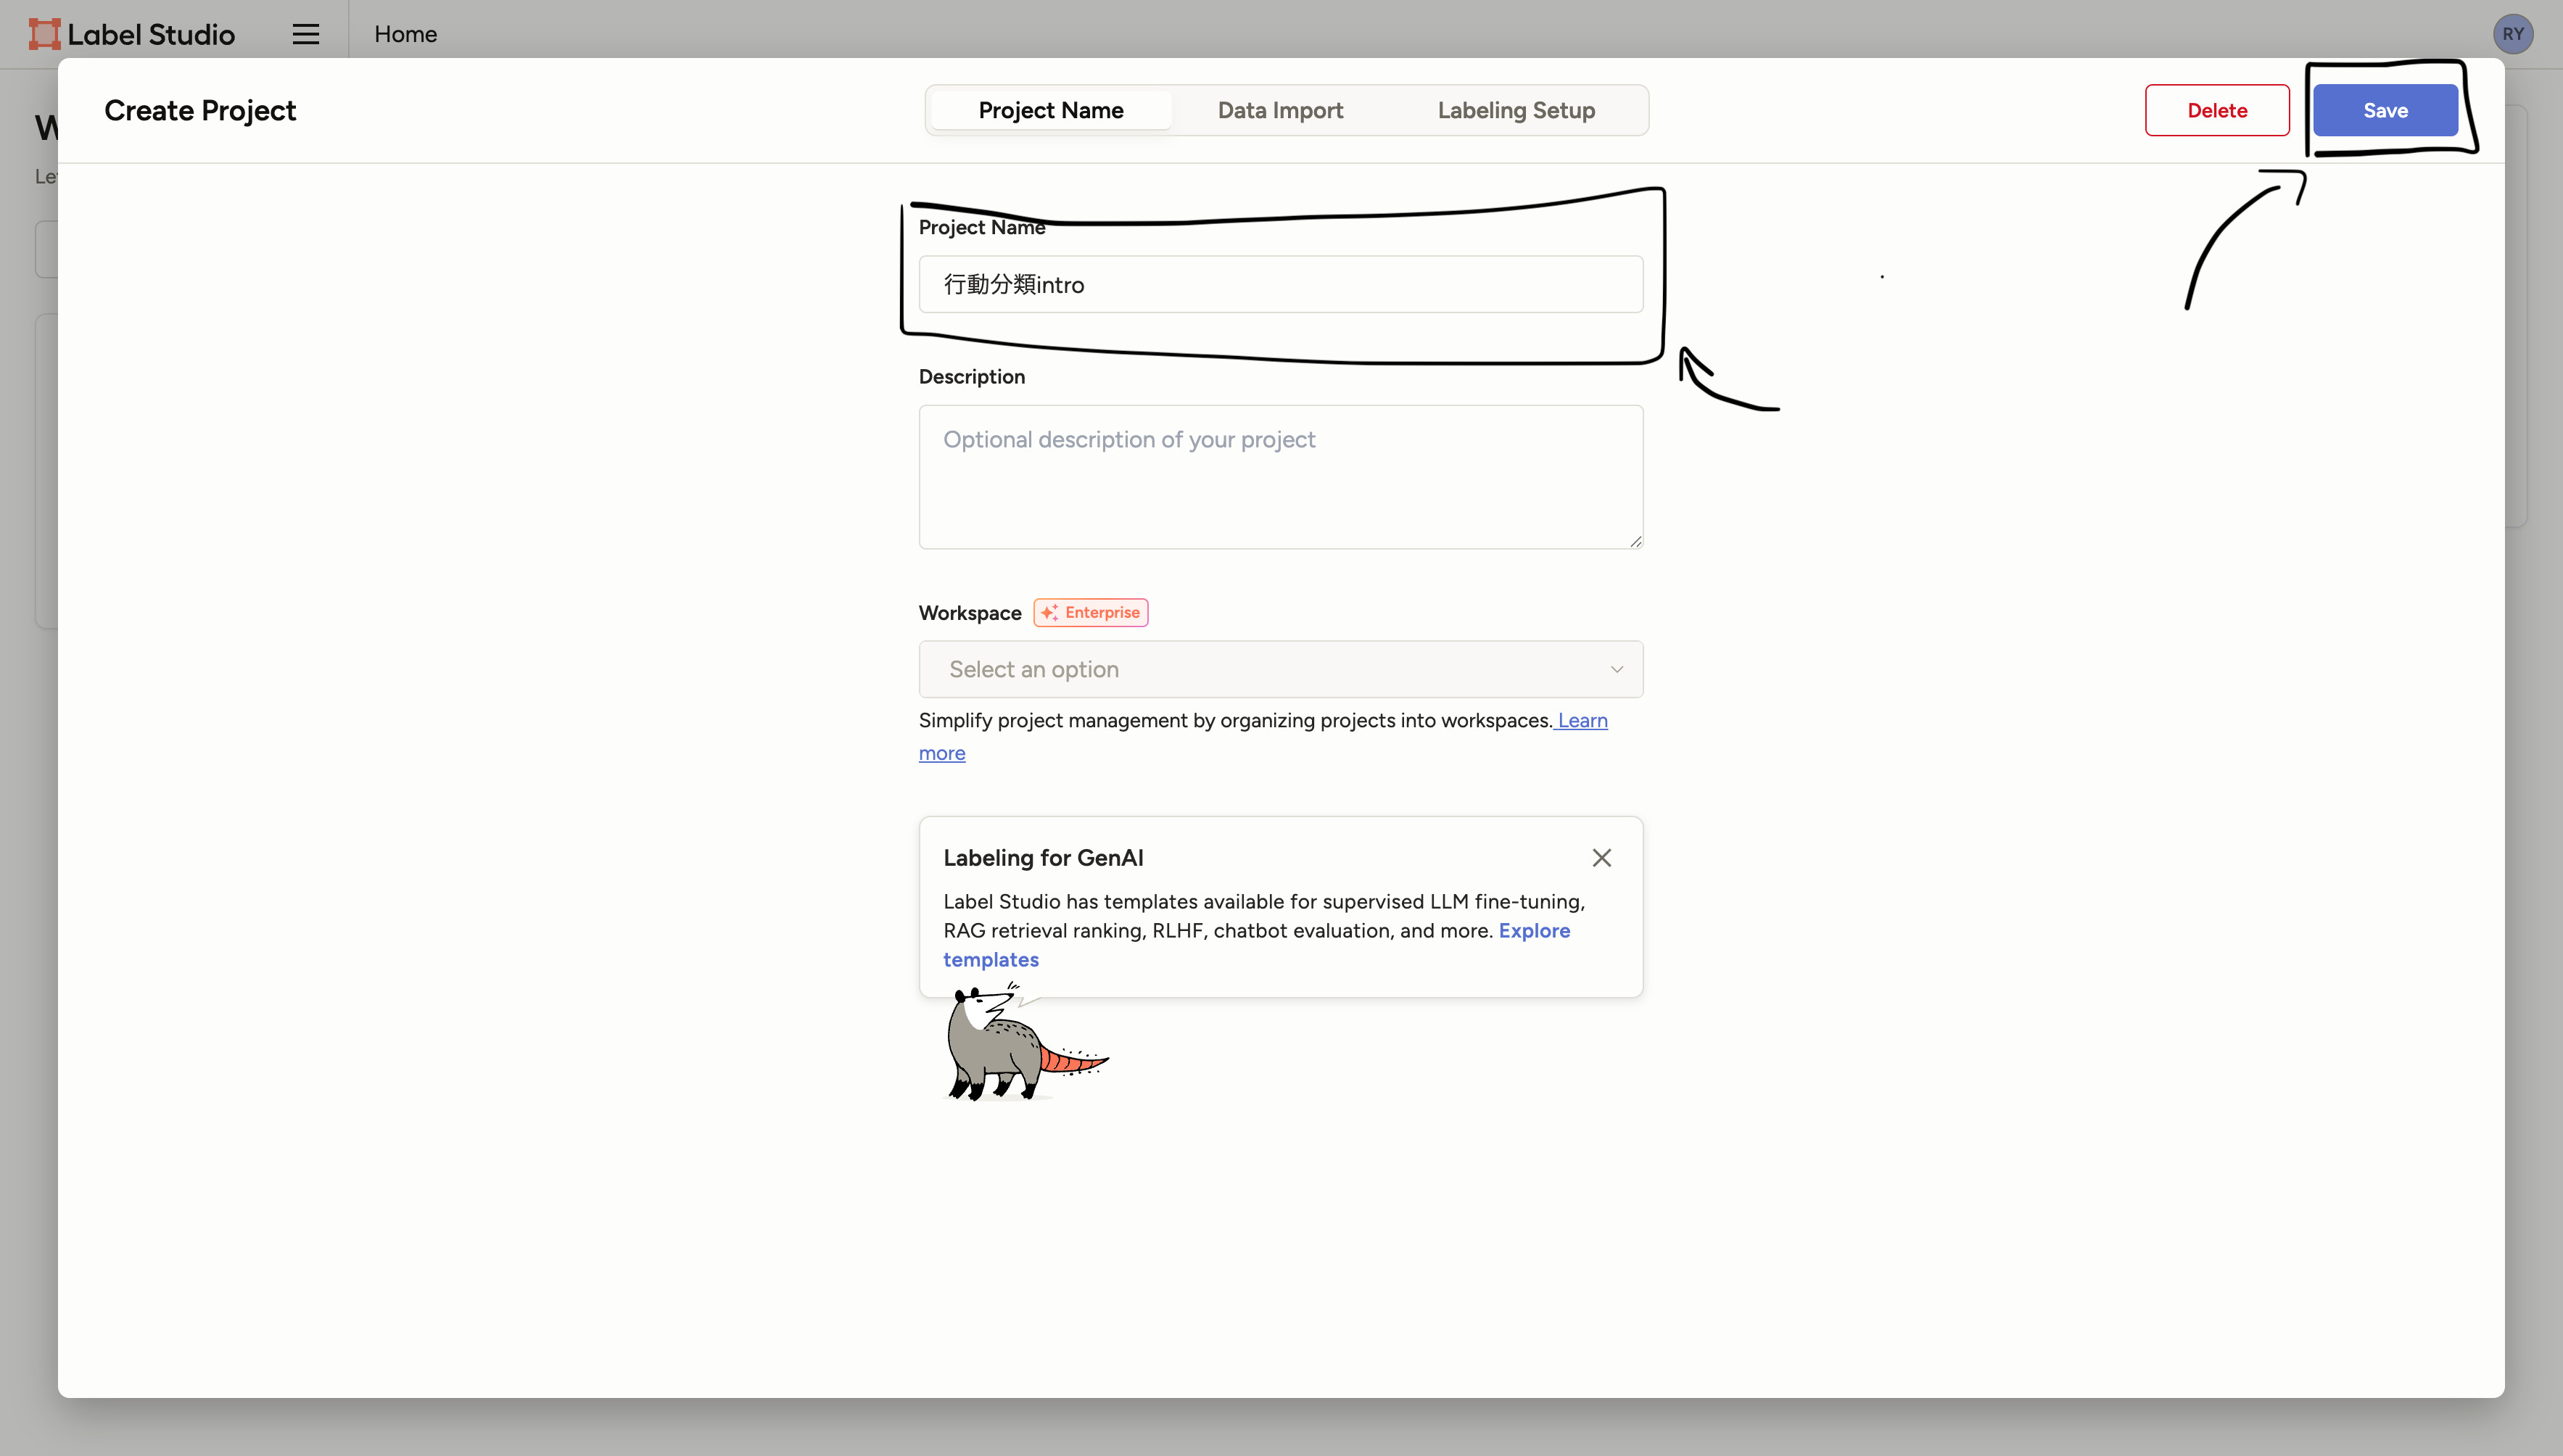 Label Studio
Home
RY
Create Project
Project Name
Data Import
Labeling Setup
Delete
Save
Project Name
行動分類intro
Description
Optional description of your project
Workspace
Enterprise
Select an option
Simplify project management by organizing projects into workspaces. Learn
more
Labeling for GenAI
Label Studio has templates available for supervised LLM fine-tuning,
RAG retrieval ranking, RLHF, chatbot evaluation, and more. Explore
templates